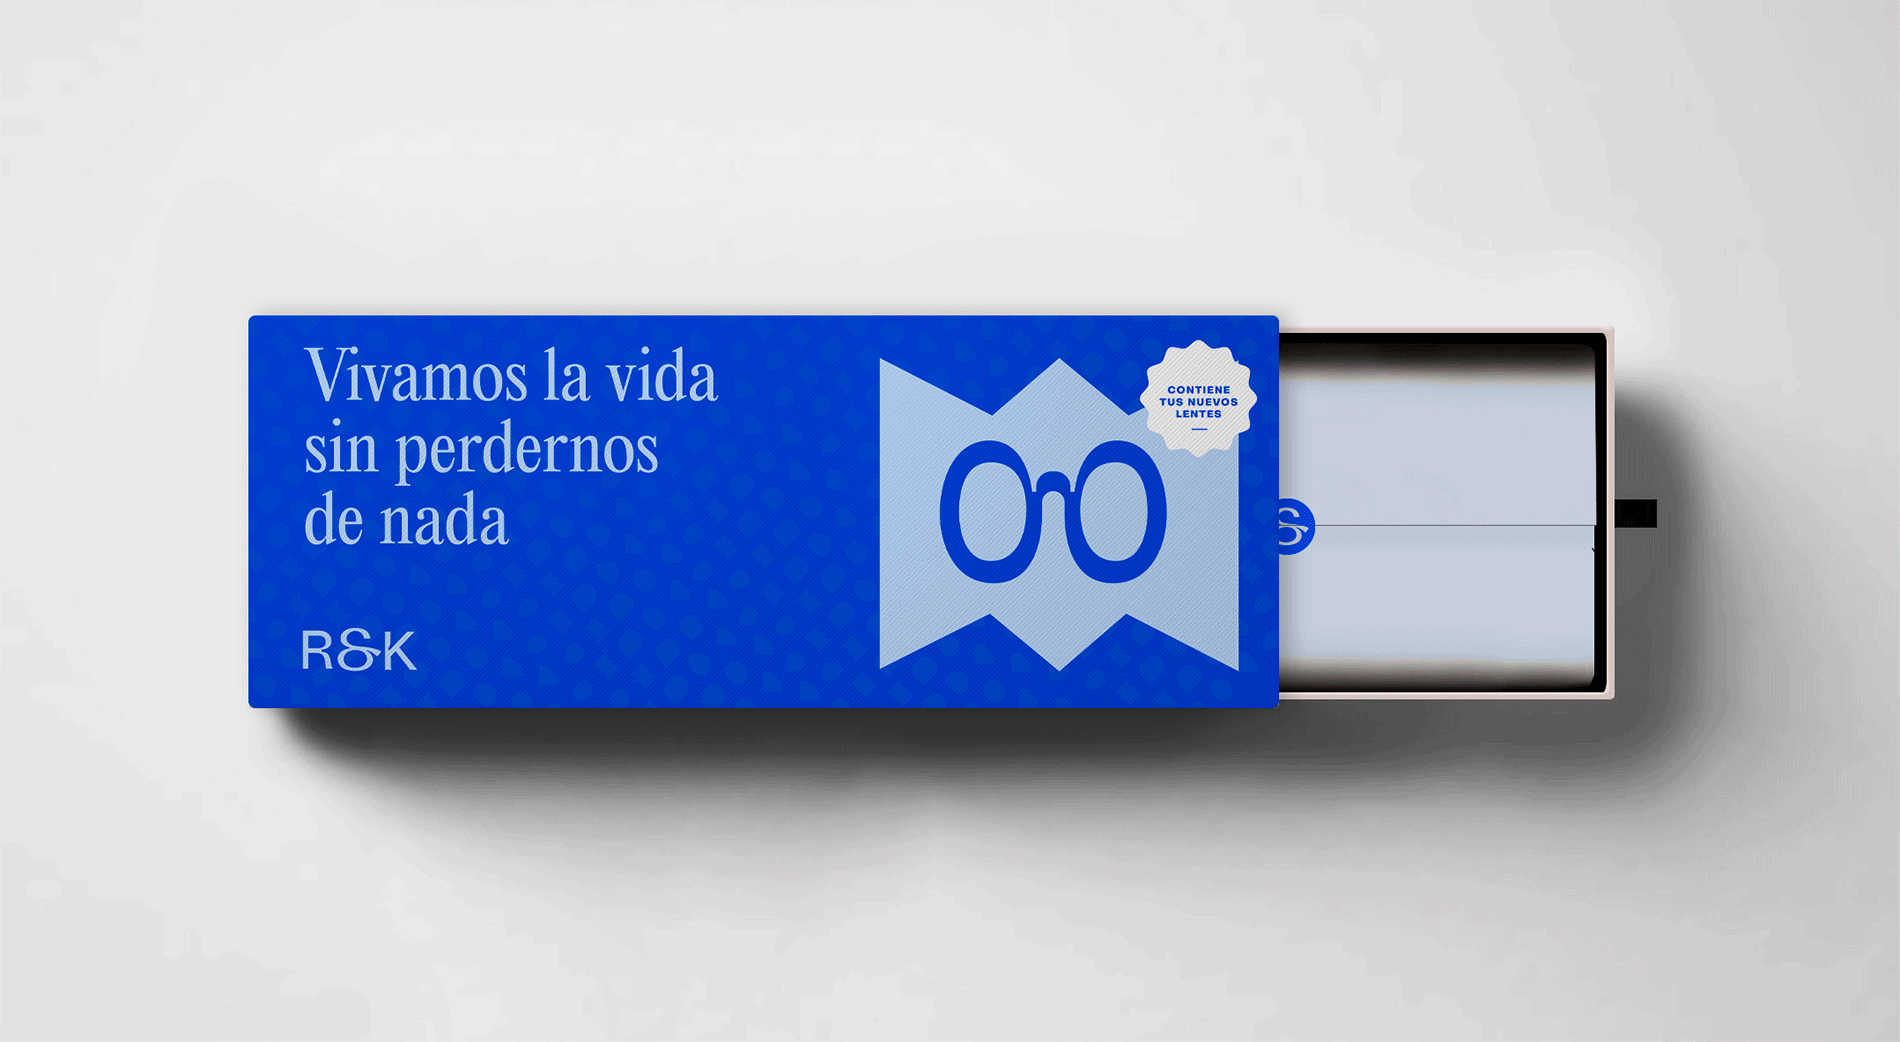 Vivamos la vida
sin perdernos
de nada
R&K
CONTIENE
TUS NUEVOS
LENTES